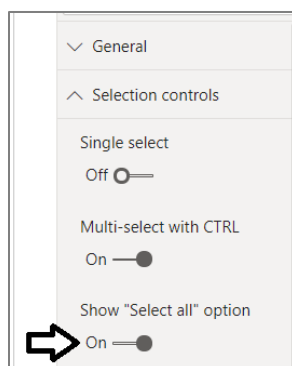 General
Selection controls
Single select
Off
Multi-select with CTRL
On
Show "Select all" option
On